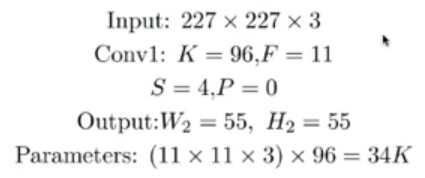 Input: 227 × 227 × 3
Conv1: K = 96,F = 11
S = 4,P = 0
Output:W₂ = 55, H₂ = 55
Parameters: (11 × 11 × 3) × 96 = 34K